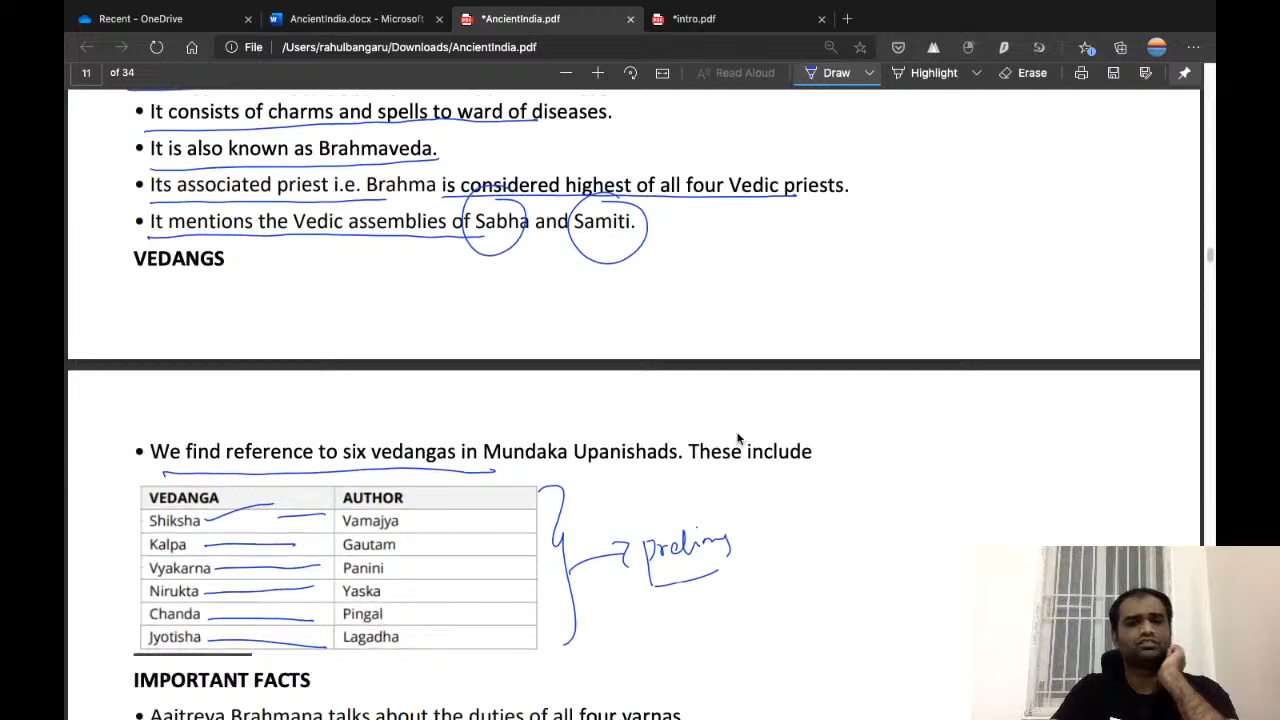 Recent - OneDrive
AncientIndia.docx - Microsoft
*AncientIndia.pdf
*intro.pdf
File
/Users/rahulbangaru/Downloads/AncientIndia.pdf
11 of 34
Read Aloud
Draw
Highlight
Erase
• It consists of charms and spells to ward of diseases.
• It is also known as Brahmaveda.
• Its associated priest i.e. Brahma is considered highest of all four Vedic priests.
• It mentions the Vedic assemblies of Sabha and Samiti.
VEDANGS
• We find reference to six vedangas in Mundaka Upanishads. These include
VEDANGA AUTHOR
Shiksha Vamajya
Kalpa Gautam
Vyakarna Panini
Nirukta Yaska
Chanda Pingal
Jyotisha Lagadha
prelims
IMPORTANT FACTS
• Aaitreya Brahmana talks about the duties of all four varnas.